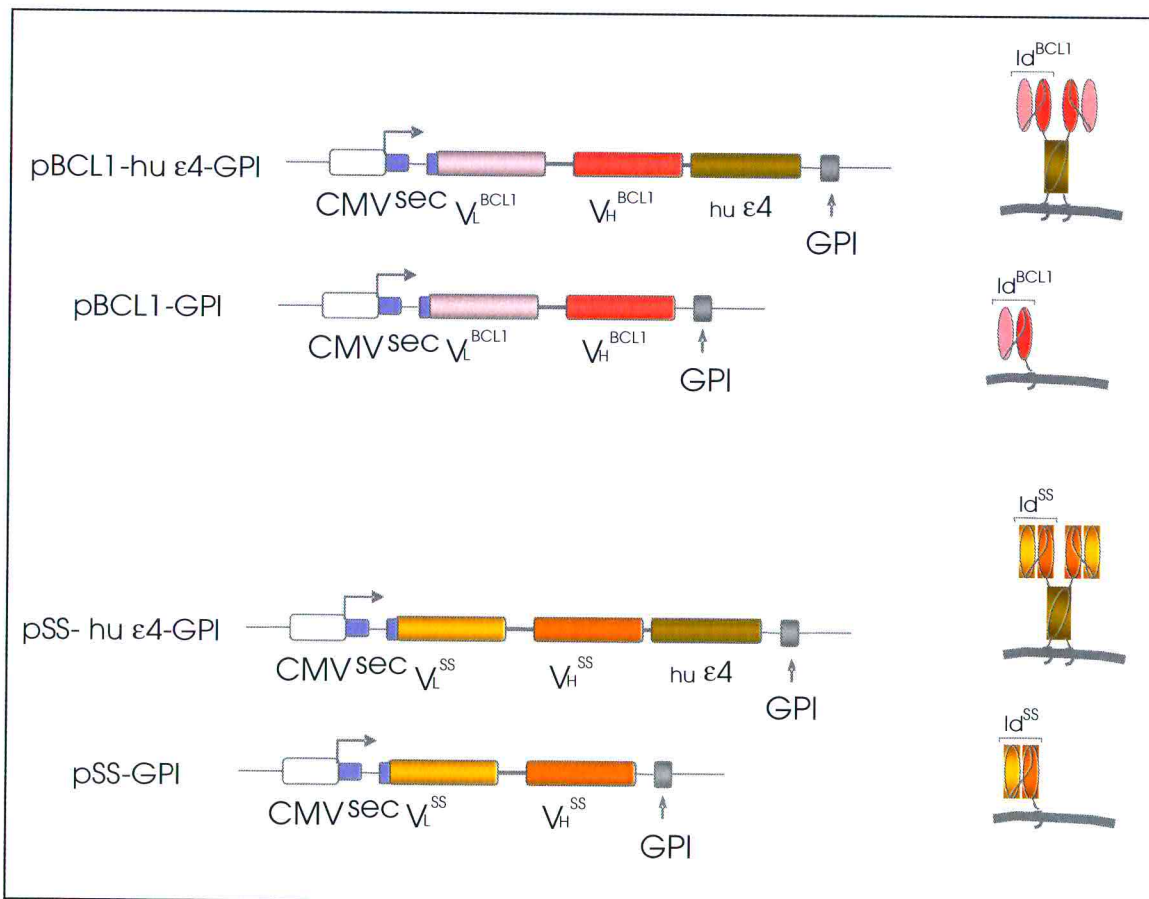 Id^BCL1
pBCL1-hu ε4-GPI
CMV sec V_L^BCL1 V_H^BCL1 hu ε4
GPI
Id^BCL1
pBCL1-GPI
CMV sec V_L^BCL1 V_H^BCL1
GPI
Id^SS
pSS- hu ε4-GPI
CMV sec V_L^SS V_H^SS hu ε4
GPI
Id^SS
pSS-GPI
CMV sec V_L^SS V_H^SS
GPI